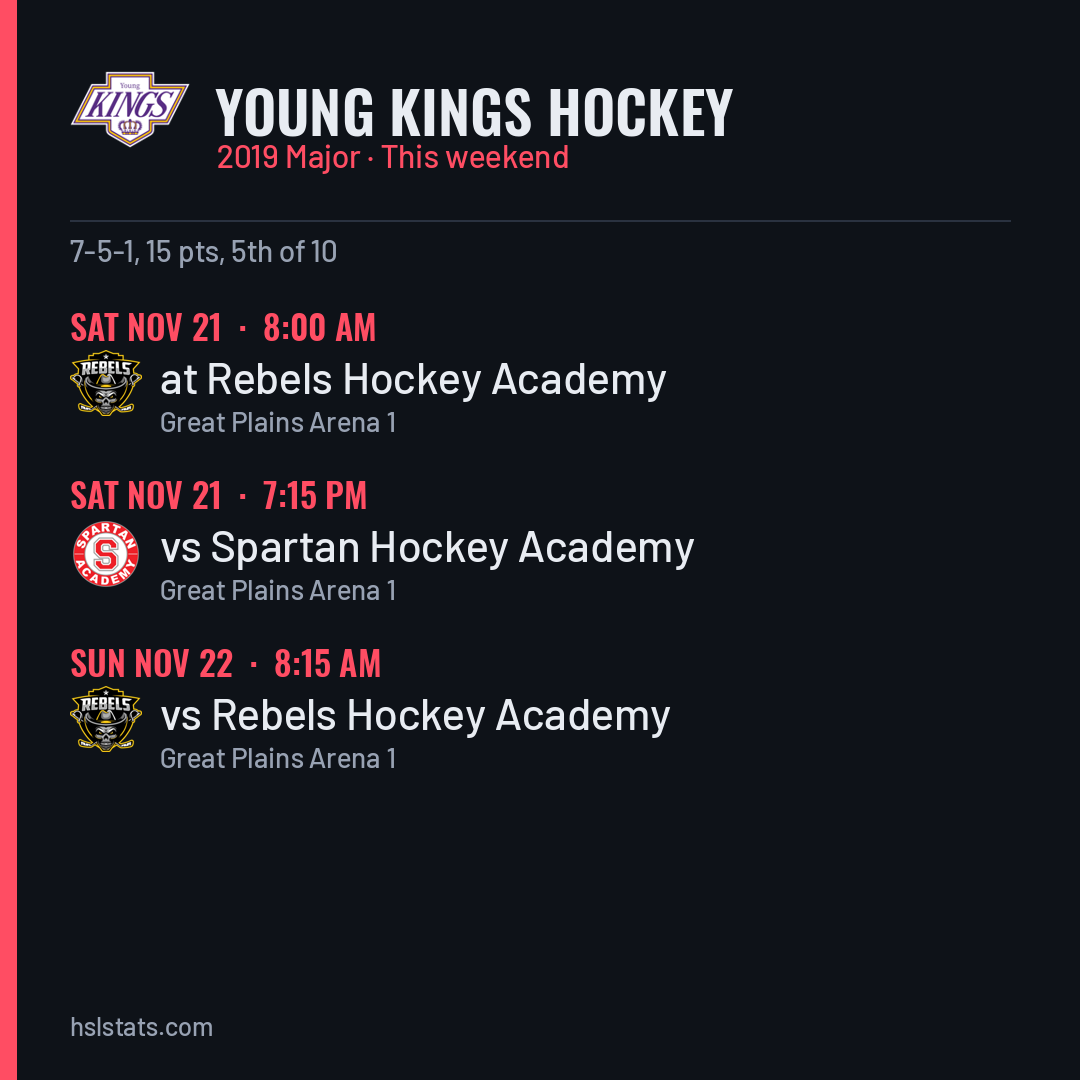 Young
KINGS
YOUNG KINGS HOCKEY
2019 Major · This weekend
7-5-1, 15 pts, 5th of 10
SAT NOV 21 · 8:00 AM
REBELS
at Rebels Hockey Academy
Great Plains Arena 1
SAT NOV 21 · 7:15 PM
SPARTAN
S
ACADEMY
vs Spartan Hockey Academy
Great Plains Arena 1
SUN NOV 22 · 8:15 AM
REBELS
vs Rebels Hockey Academy
Great Plains Arena 1
hslstats.com